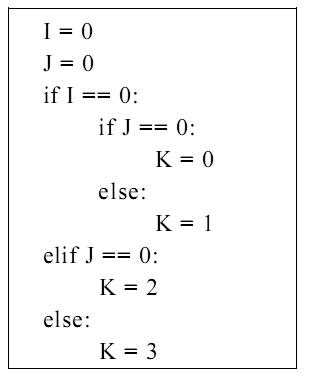 I = 0
J = 0
if I == 0:
        if J == 0:
                K = 0
        else:
                K = 1
elif J == 0:
        K = 2
else:
        K = 3